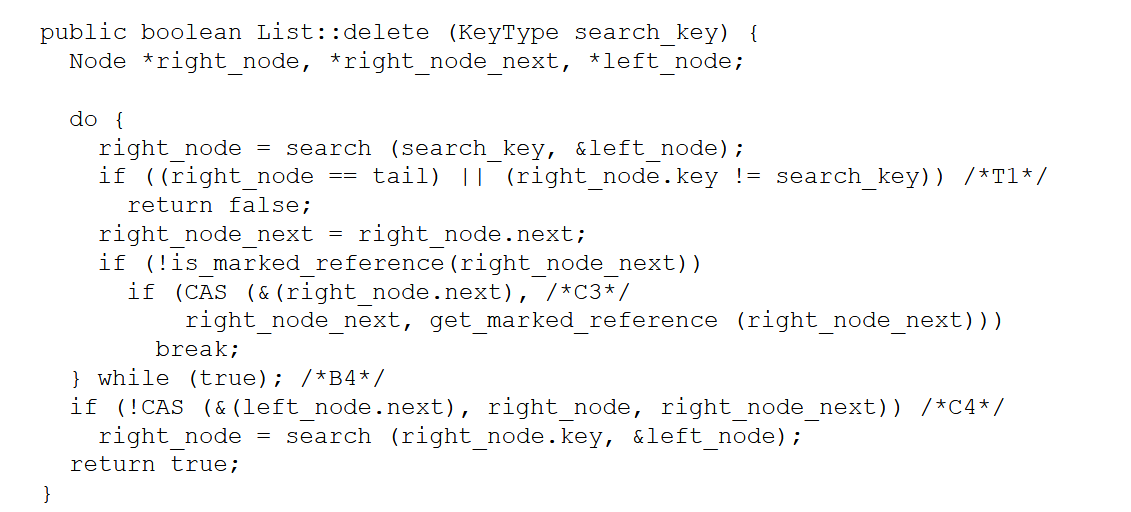 public boolean List::delete (KeyType search_key) {
  Node *right_node, *right_node_next, *left_node;

  do {
    right_node = search (search_key, &left_node);
    if ((right_node == tail) || (right_node.key != search_key)) /*T1*/
      return false;
    right_node_next = right_node.next;
    if (!is_marked_reference(right_node_next))
      if (CAS (&(right_node.next), /*C3*/
          right_node_next, get_marked_reference (right_node_next)))
        break;
  } while (true); /*B4*/
  if (!CAS (&(left_node.next), right_node, right_node_next)) /*C4*/
    right_node = search (right_node.key, &left_node);
  return true;
}